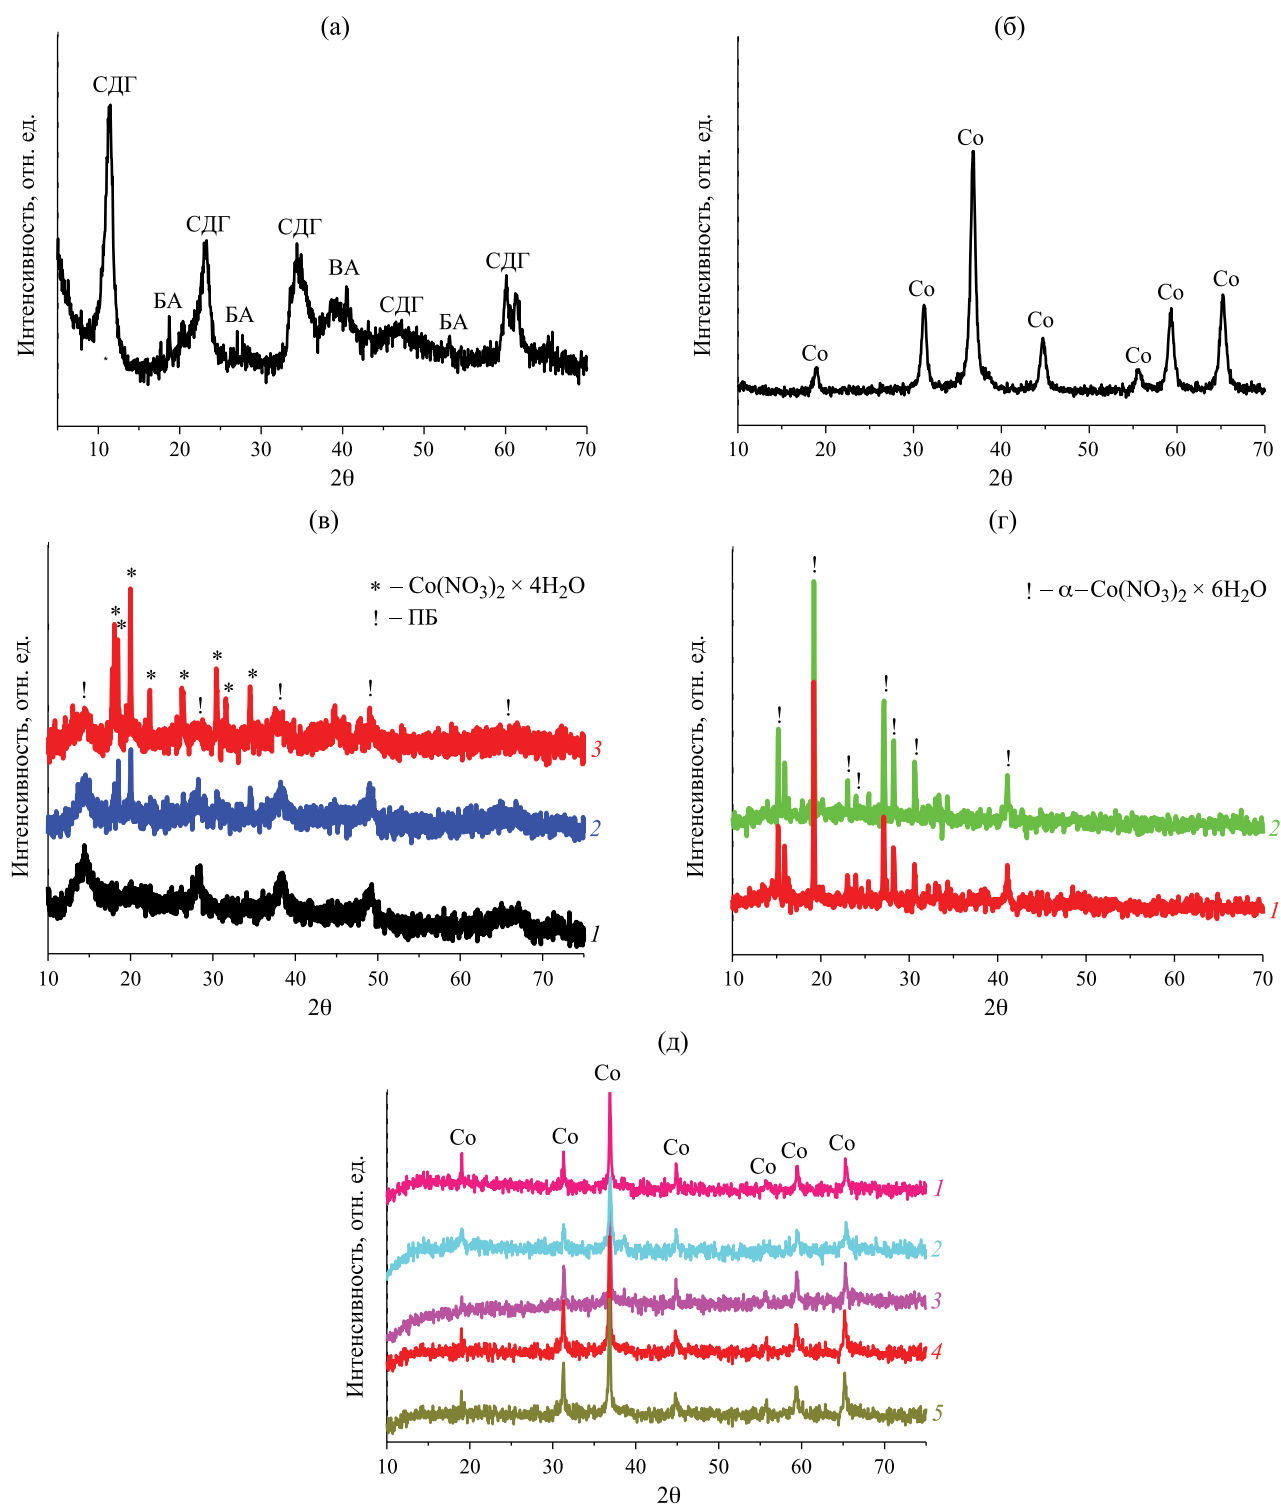 (а)
Интенсивность, отн. ед.
СДГ
БА
СДГ
БА
СДГ
ВА
СДГ
БА
СДГ
10 20 30 40 50 60 70
2θ
(б)
Интенсивность, отн. ед.
Co
Co
Co
Co
Co
Co
Co
10 20 30 40 50 60 70
2θ
(в)
Интенсивность, отн. ед.
* – Co(NO3)2 × 4H2O
! – ПБ
! * * * * * ! * * * ! ! !
3
2
1
10 20 30 40 50 60 70
2θ
(г)
Интенсивность, отн. ед.
! – α–Co(NO3)2 × 6H2O
! ! ! ! ! ! ! !
2
1
10 20 30 40 50 60 70
2θ
(д)
Интенсивность, отн. ед.
Co
Co
Co
Co
Co
Co
Co
1
2
3
4
5
10 20 30 40 50 60 70
2θ